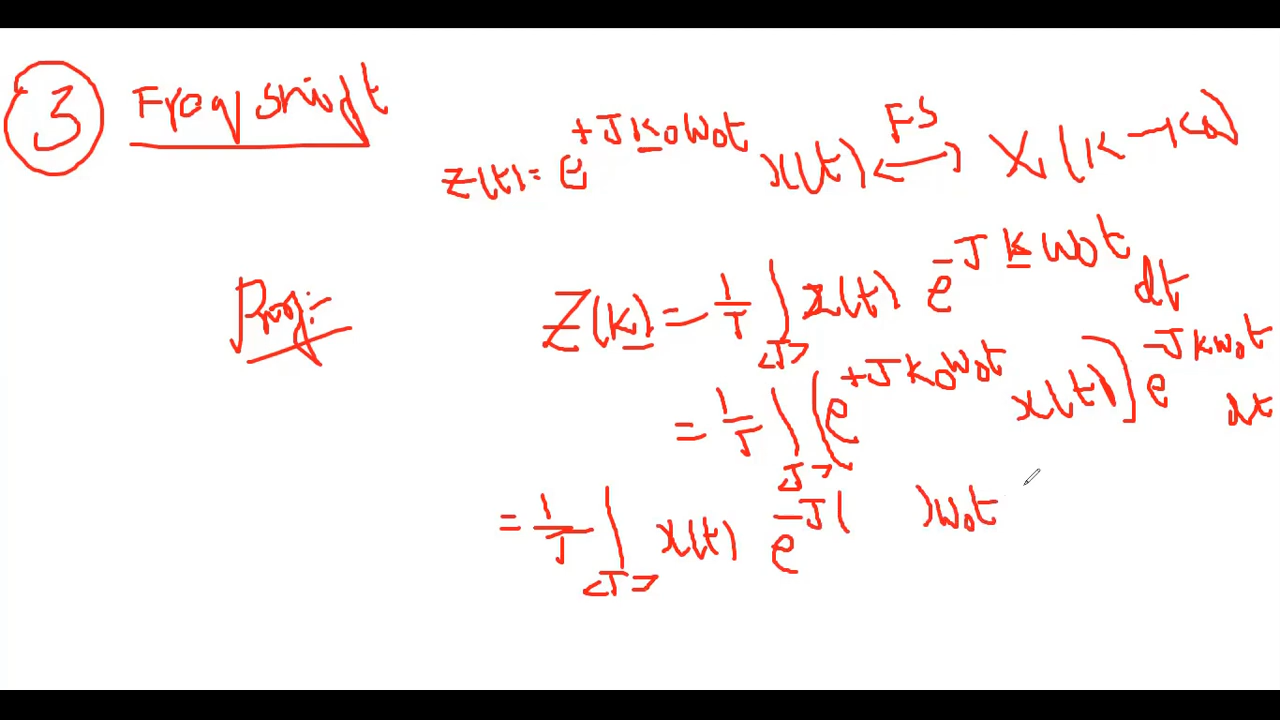 3 Freq shift
z(t) = e^{+jk₀ω₀t} x(t) ⟷ FS X(k-k₀)
Proof:
Z(k) = 1/T ∫_{<T>} z(t) e^{-jkω₀t} dt
= 1/T ∫_{<T>} [e^{+jk₀ω₀t} x(t)] e^{-jkω₀t} dt
= 1/T ∫_{<T>} x(t) e^{-j( )ω₀t}